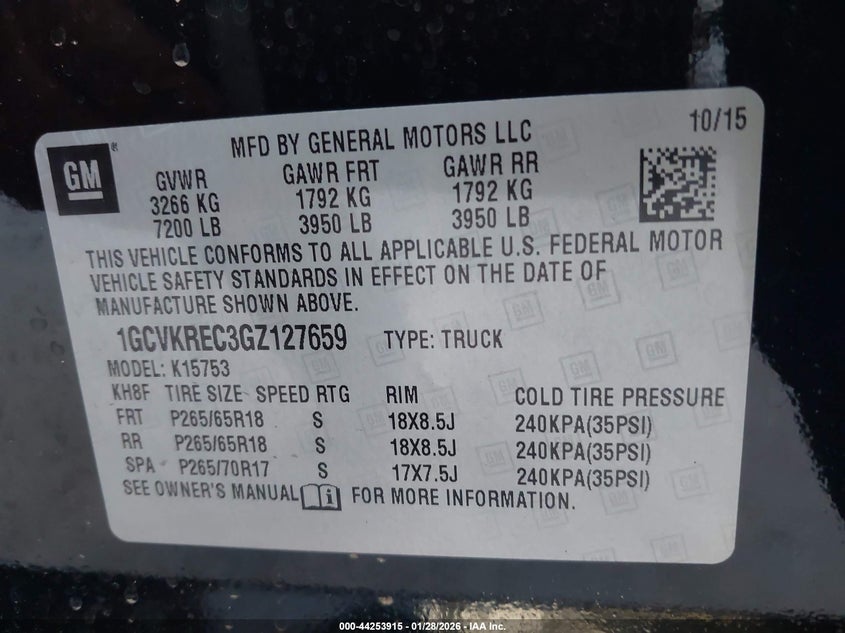 GM
MFD BY GENERAL MOTORS LLC
10/15
GVWR GAWR FRT GAWR RR
3266 KG 1792 KG 1792 KG
7200 LB 3950 LB 3950 LB
THIS VEHICLE CONFORMS TO ALL APPLICABLE U.S. FEDERAL MOTOR
VEHICLE SAFETY STANDARDS IN EFFECT ON THE DATE OF
MANUFACTURE SHOWN ABOVE.
1GCVKREC3GZ127659 TYPE: TRUCK
MODEL: K15753
KH8F TIRE SIZE SPEED RTG RIM COLD TIRE PRESSURE
FRT P265/65R18 S 18X8.5J 240KPA(35PSI)
RR P265/65R18 S 18X8.5J 240KPA(35PSI)
SPA P265/70R17 S 17X7.5J 240KPA(35PSI)
SEE OWNER'S MANUAL FOR MORE INFORMATION.
000-44253915 - 01/28/2026 - IAA Inc.